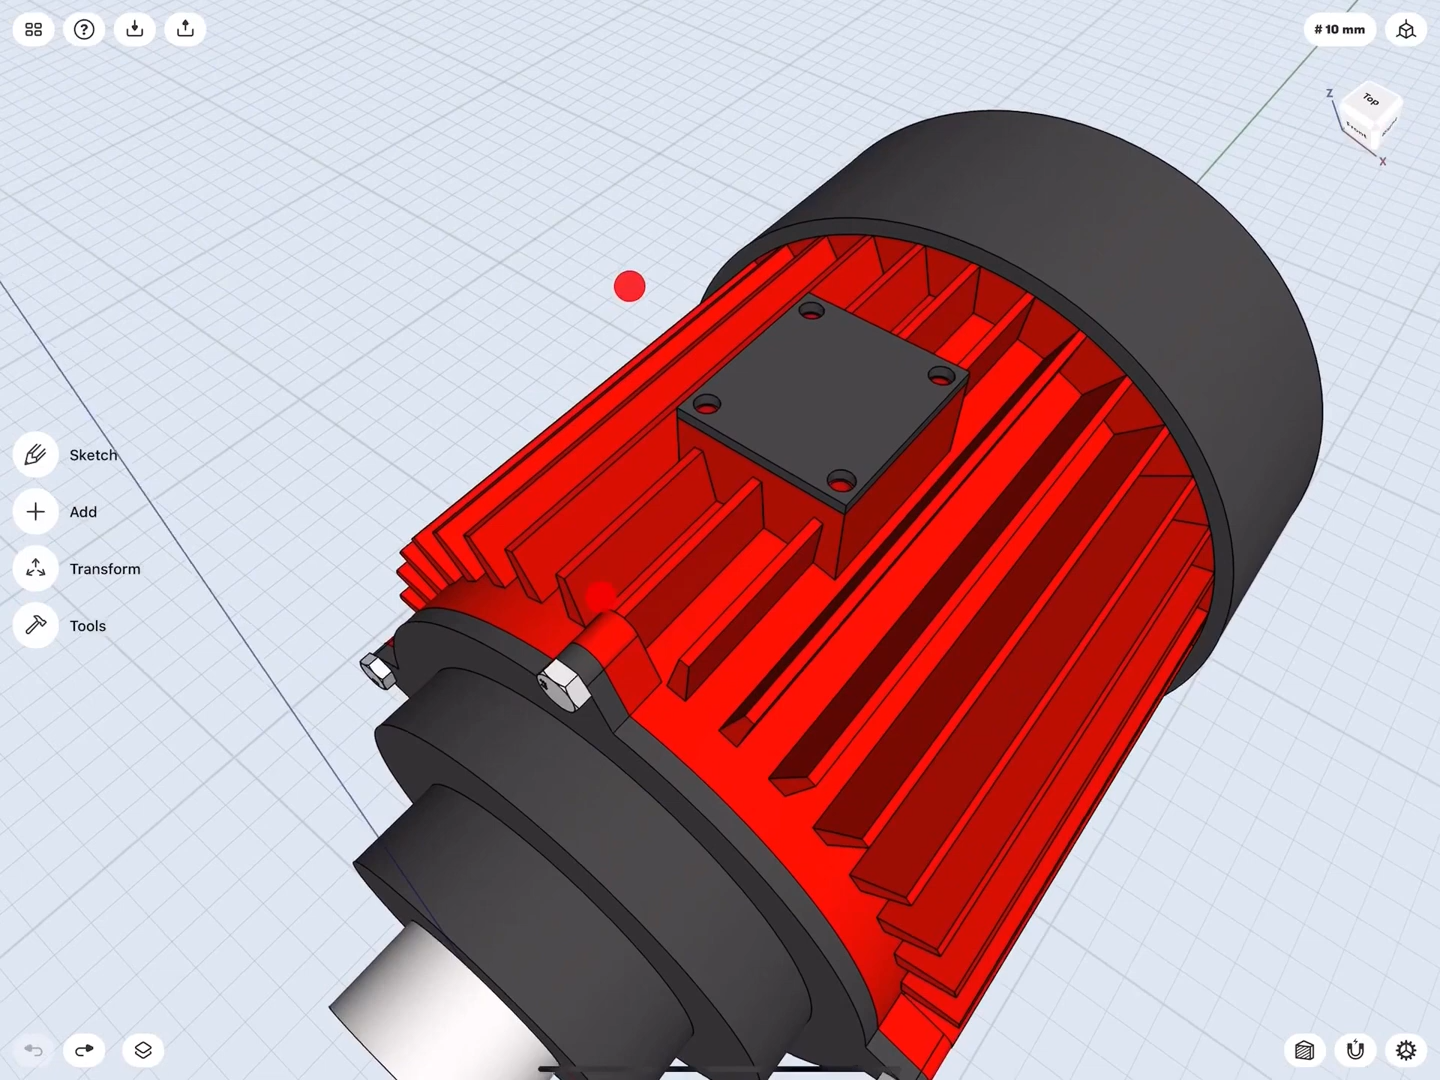 # 10 mm
Z
Top
Front
X
Sketch
Add
Transform
Tools